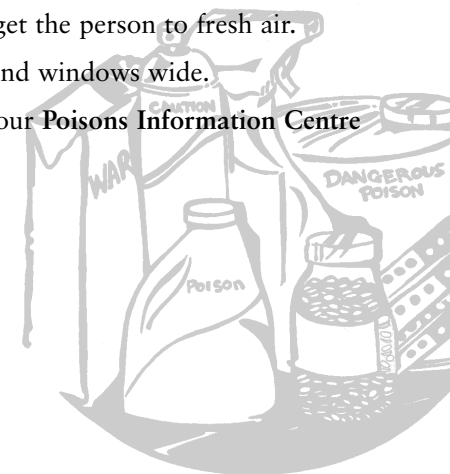 get the person to fresh air.
nd windows wide.
our Poisons Information Centre
CAUTION
WAR
DANGEROUS
POISON
Poison